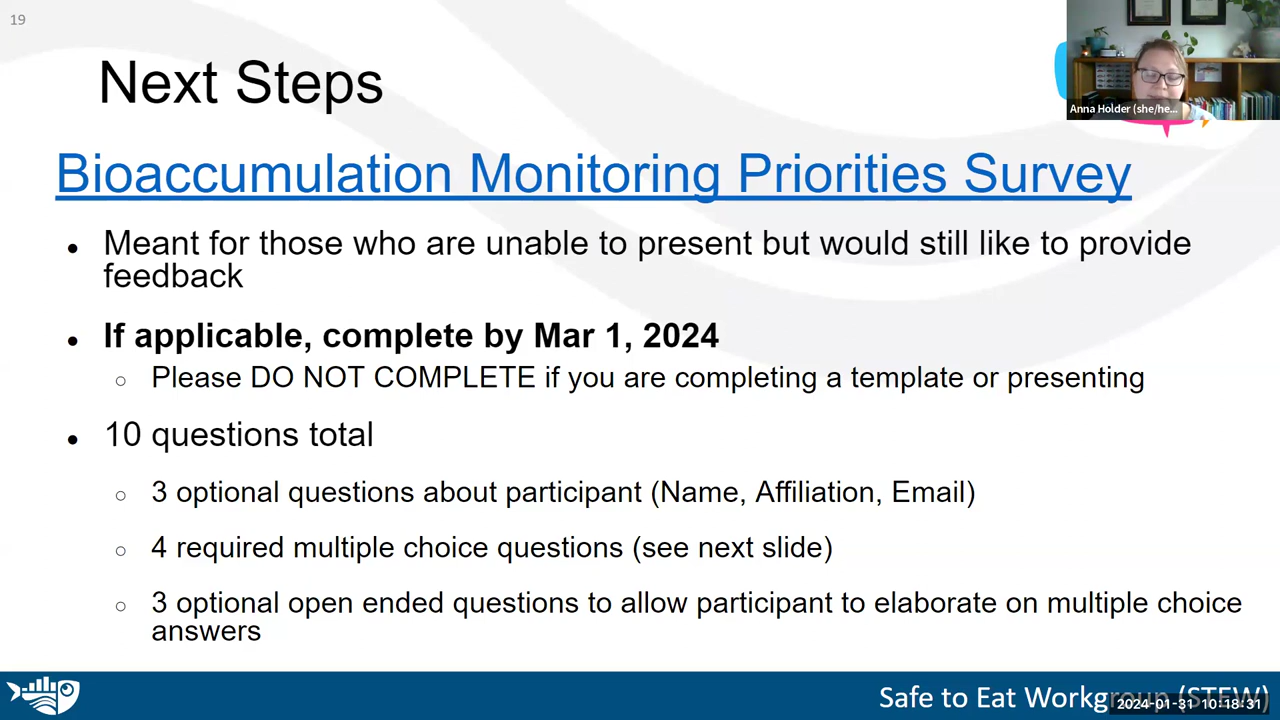 19
Next Steps
Anna Holder (she/he...
Bioaccumulation Monitoring Priorities Survey
● Meant for those who are unable to present but would still like to provide
feedback
● If applicable, complete by Mar 1, 2024
○ Please DO NOT COMPLETE if you are completing a template or presenting
● 10 questions total
○ 3 optional questions about participant (Name, Affiliation, Email)
○ 4 required multiple choice questions (see next slide)
○ 3 optional open ended questions to allow participant to elaborate on multiple choice
answers
Safe to Eat Workgroup (STEW)
2024-01-31 10:18:31